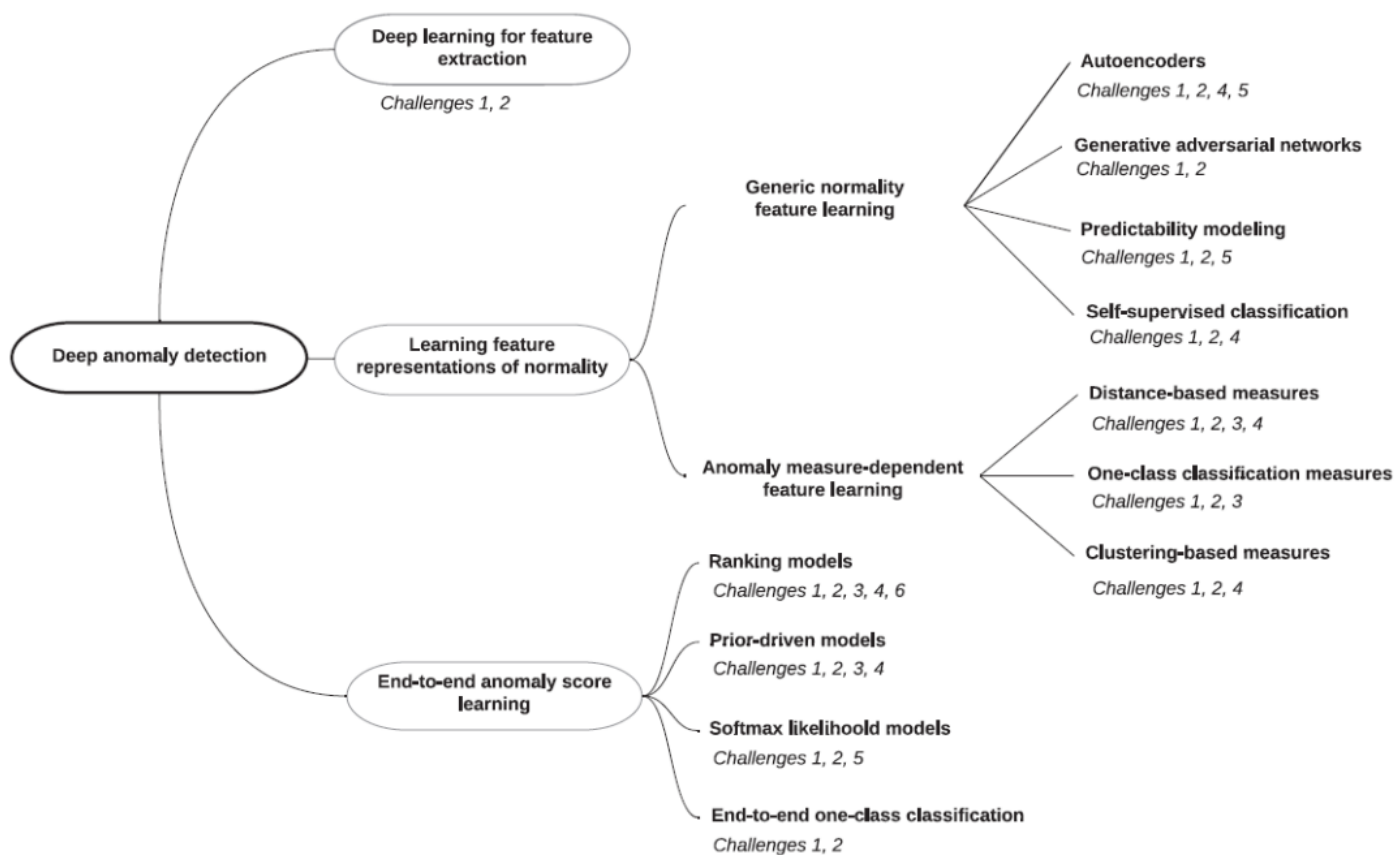 Deep learning for feature
extraction
Challenges 1, 2
Deep anomaly detection
Learning feature
representations of normality
Generic normality
feature learning
Autoencoders
Challenges 1, 2, 4, 5
Generative adversarial networks
Challenges 1, 2
Predictability modeling
Challenges 1, 2, 5
Self-supervised classification
Challenges 1, 2, 4
Anomaly measure-dependent
feature learning
Distance-based measures
Challenges 1, 2, 3, 4
One-class classification measures
Challenges 1, 2, 3
Clustering-based measures
Challenges 1, 2, 4
End-to-end anomaly score
learning
Ranking models
Challenges 1, 2, 3, 4, 6
Prior-driven models
Challenges 1, 2, 3, 4
Softmax likelihoold models
Challenges 1, 2, 5
End-to-end one-class classification
Challenges 1, 2